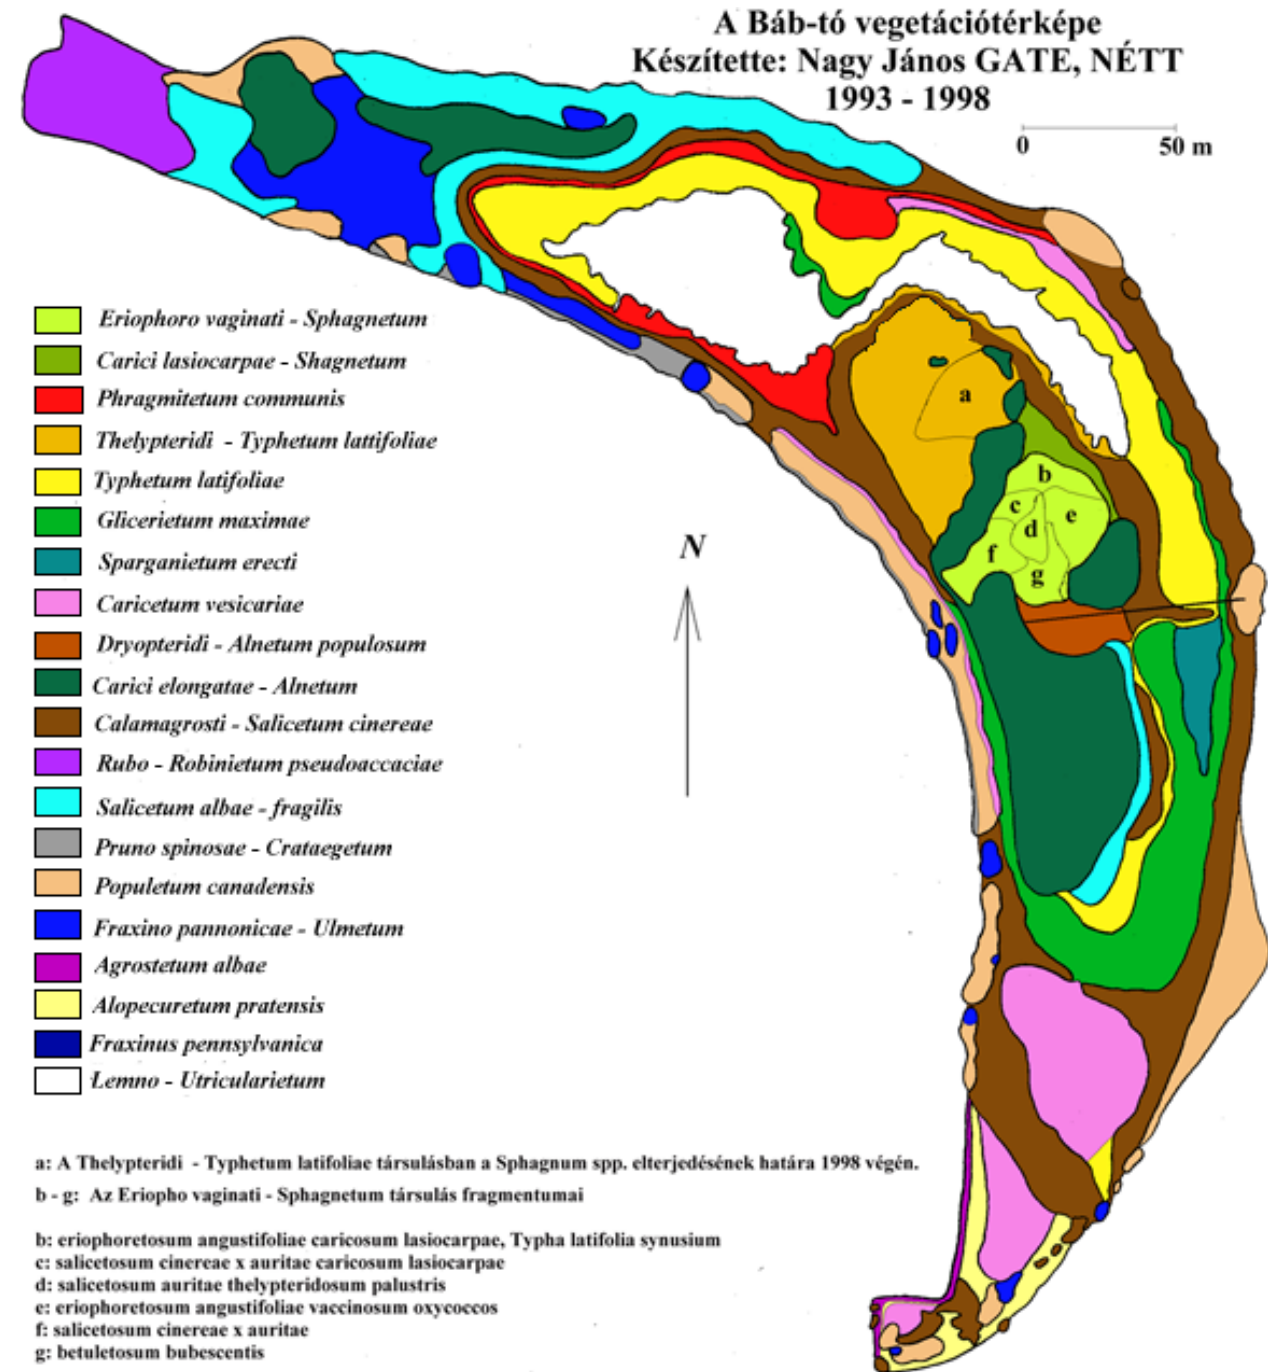 A Báb-tó vegetációtérképe
Készítette: Nagy János GATE, NÉTT
1993 - 1998
0 50 m
Eriophoro vaginati - Sphagnetum
Carici lasiocarpae - Shagnetum
Phragmitetum communis
Thelypteridi - Typhetum lattifoliae
Typhetum latifoliae
Glicerietum maximae
Sparganietum erecti
Caricetum vesicariae
Dryopteridi - Alnetum populosum
Carici elongatae - Alnetum
Calamagrosti - Salicetum cinereae
Rubo - Robinietum pseudoaccaciae
Salicetum albae - fragilis
Pruno spinosae - Crataegetum
Populetum canadensis
Fraxino pannonicae - Ulmetum
Agrostetum albae
Alopecuretum pratensis
Fraxinus pennsylvanica
Lemno - Utricularietum
N
a
b
c
e
d
f
g
a: A Thelypteridi - Typhetum latifoliae társulásban a Sphagnum spp. elterjedésének határa 1998 végén.
b - g: Az Eriopho vaginati - Sphagnetum társulás fragmentumai
b: eriophoretosum angustifoliae caricosum lasiocarpae, Typha latifolia synusium
c: salicetosum cinereae x auritae caricosum lasiocarpae
d: salicetosum auritae thelypteridosum palustris
e: eriophoretosum angustifoliae vaccinosum oxycoccos
f: salicetosum cinereae x auritae
g: betuletosum bubescentis